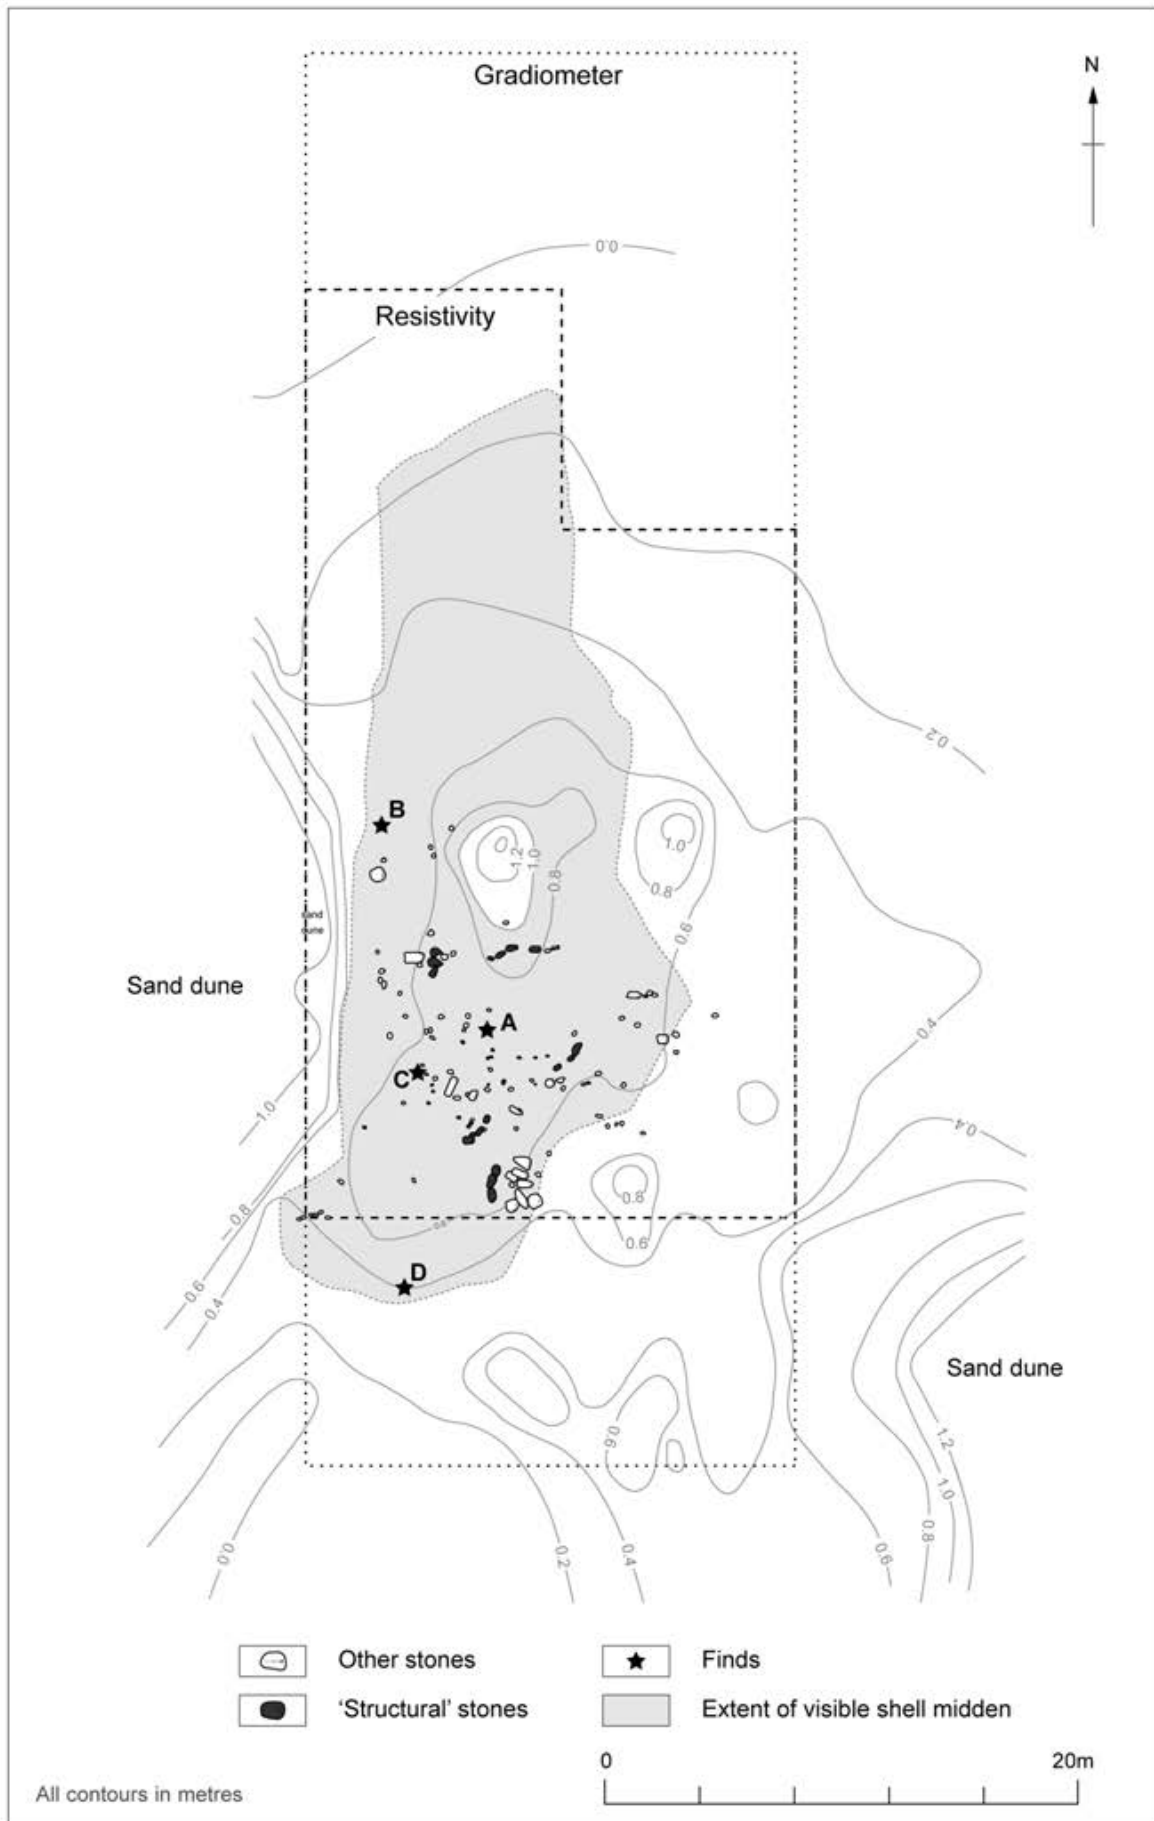 Gradiometer
N
0.0
Resistivity
0.2
B
1.2
1.0
0.8
1.0
0.8
0.6
sand
dune
Sand dune
A
0.4
C
1.0
0.4
0.8
0.8
0.6
D
0.6
0.4
Sand dune
0.6
1.2
1.0
0.8
0.6
0.4
0.2
0.0
Other stones
Finds
'Structural' stones
Extent of visible shell midden
0
20m
All contours in metres